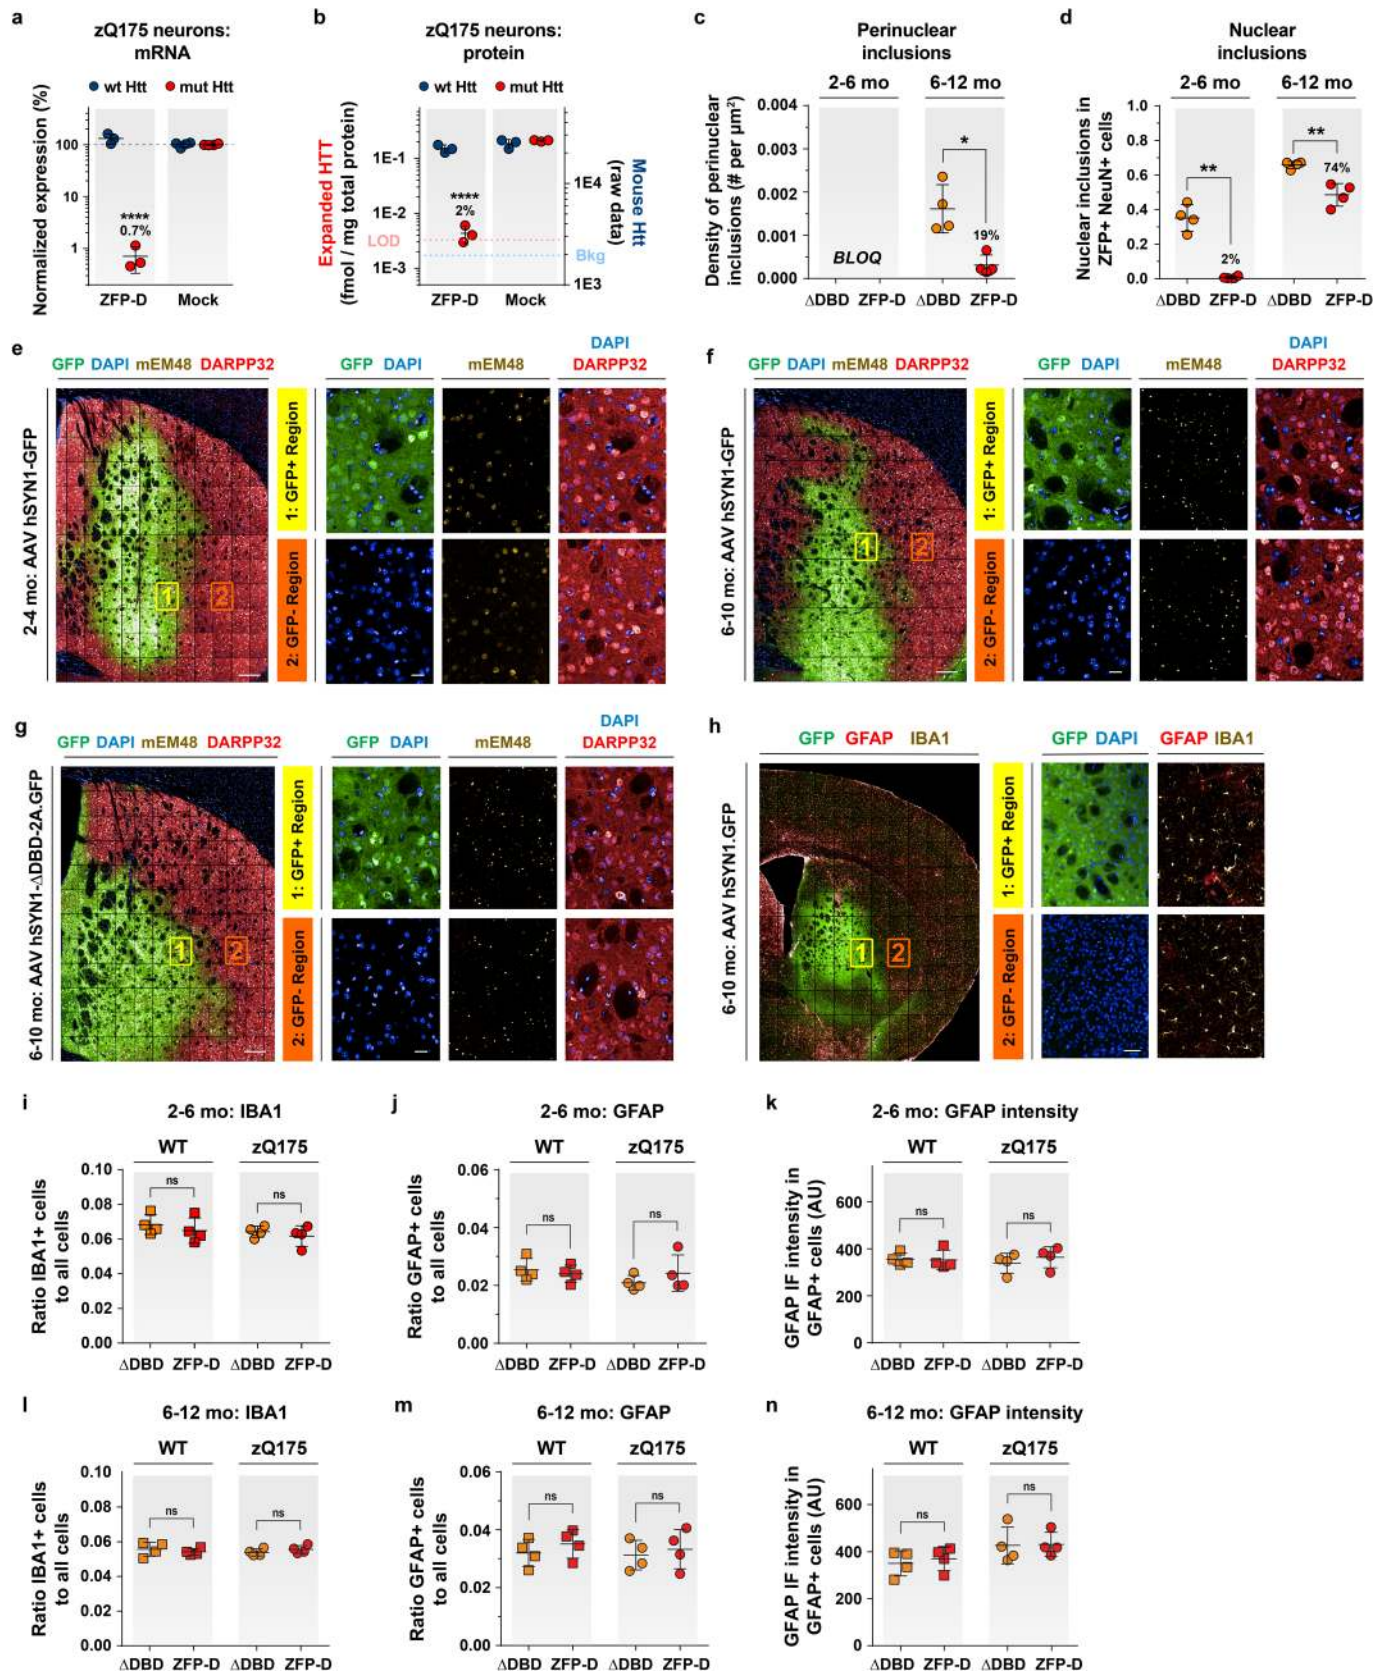 a
zQ175 neurons:
mRNA
wt Htt mut Htt
Normalized expression (%)
100
10
1
****
0.7%
ZFP-D Mock
b
zQ175 neurons:
protein
wt Htt mut Htt
Expanded HTT
(fmol / mg total protein)
1E-1
1E-2
1E-3
****
2%
LOD
Bkg
1E4
1E3
Mouse Htt
(raw data)
ZFP-D Mock
c
Perinuclear
inclusions
2-6 mo 6-12 mo
Density of perinuclear
inclusions (# per µm²)
0.004
0.003
0.002
0.001
0.000
BLOQ
*
19%
ΔDBD ZFP-D ΔDBD ZFP-D
d
Nuclear
inclusions
2-6 mo 6-12 mo
Nuclear inclusions in
ZFP+ NeuN+ cells
1.0
0.8
0.6
0.4
0.2
0.0
**
2%
**
74%
ΔDBD ZFP-D ΔDBD ZFP-D
e
GFP DAPI mEM48 DARPP32
GFP DAPI
mEM48
DAPI
DARPP32
2-4 mo: AAV hSYN1-GFP
1
2
1: GFP+ Region
2: GFP- Region
f
GFP DAPI mEM48 DARPP32
GFP DAPI
mEM48
DAPI
DARPP32
6-10 mo: AAV hSYN1-GFP
1
2
1: GFP+ Region
2: GFP- Region
g
GFP DAPI mEM48 DARPP32
GFP DAPI
mEM48
DAPI
DARPP32
6-10 mo: AAV hSYN1-ΔDBD-2A.GFP
1
2
1: GFP+ Region
2: GFP- Region
h
GFP GFAP IBA1
GFP DAPI
GFAP IBA1
6-10 mo: AAV hSYN1.GFP
1
2
1: GFP+ Region
2: GFP- Region
i
2-6 mo: IBA1
WT zQ175
Ratio IBA1+ cells
to all cells
0.10
0.08
0.06
0.04
0.02
0.00
ns
ns
ΔDBD ZFP-D ΔDBD ZFP-D
j
2-6 mo: GFAP
WT zQ175
Ratio GFAP+ cells
to all cells
0.06
0.04
0.02
0.00
ns
ns
ΔDBD ZFP-D ΔDBD ZFP-D
k
2-6 mo: GFAP intensity
WT zQ175
GFAP IF intensity in
GFAP+ cells (AU)
600
400
200
0
ns
ns
ΔDBD ZFP-D ΔDBD ZFP-D
l
6-12 mo: IBA1
WT zQ175
Ratio IBA1+ cells
to all cells
0.10
0.08
0.06
0.04
0.02
0.00
ns
ns
ΔDBD ZFP-D ΔDBD ZFP-D
m
6-12 mo: GFAP
WT zQ175
Ratio GFAP+ cells
to all cells
0.06
0.04
0.02
0.00
ns
ns
ΔDBD ZFP-D ΔDBD ZFP-D
n
6-12 mo: GFAP intensity
WT zQ175
GFAP IF intensity in
GFAP+ cells (AU)
600
400
200
0
ns
ns
ΔDBD ZFP-D ΔDBD ZFP-D